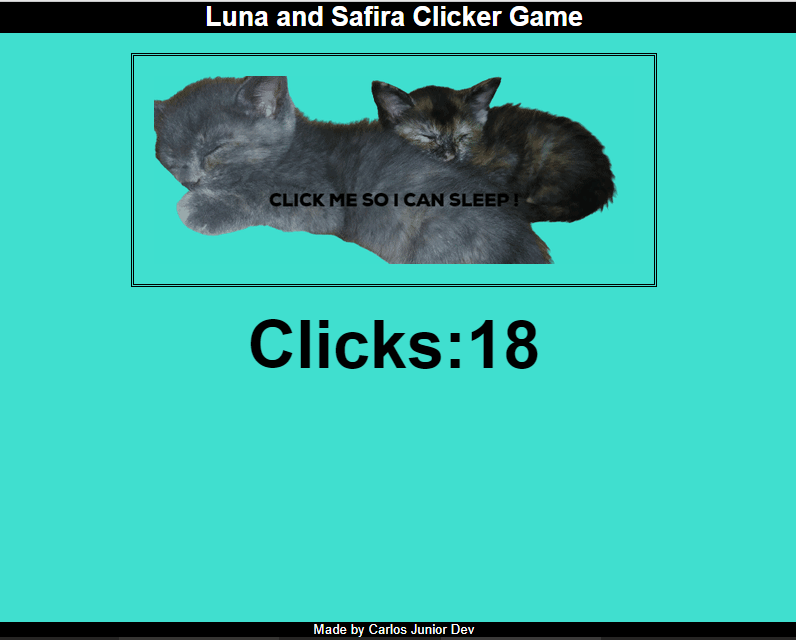 Luna and Safira Clicker Game
CLICK ME SO I CAN SLEEP !
Clicks:18
Made by Carlos Junior Dev